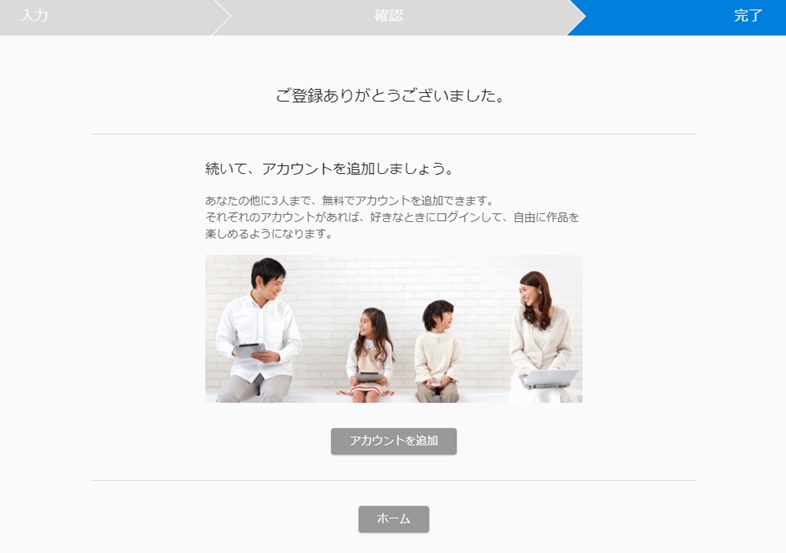 入力
確認
完了
ご登録ありがとうございました。
続いて、アカウントを追加しましょう。
あなたの他に3人まで、無料でアカウントを追加できます。
それぞれのアカウントがあれば、好きなときにログインして、自由に作品を
楽しめるようになります。
アカウントを追加
ホーム